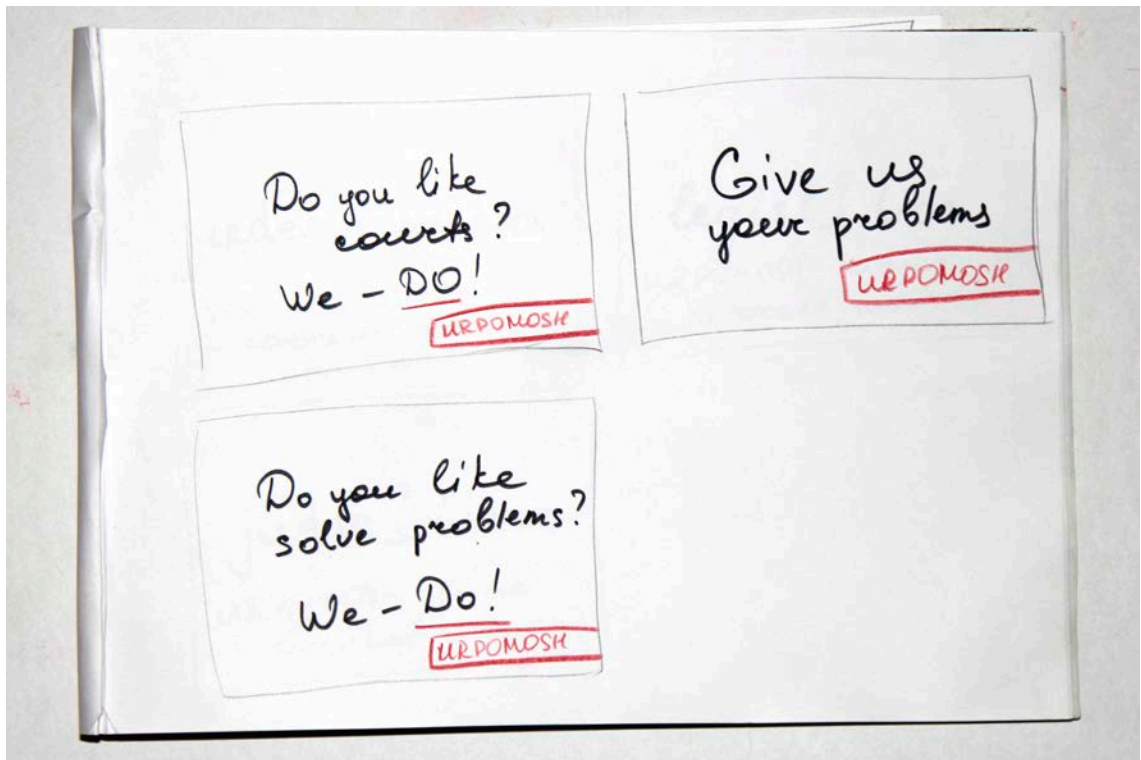 Do you like
courts?
We - DO!
URPOMOSH
Give us
your problems
URPOMOSH
Do you like
solve problems?
We - Do!
URPOMOSH